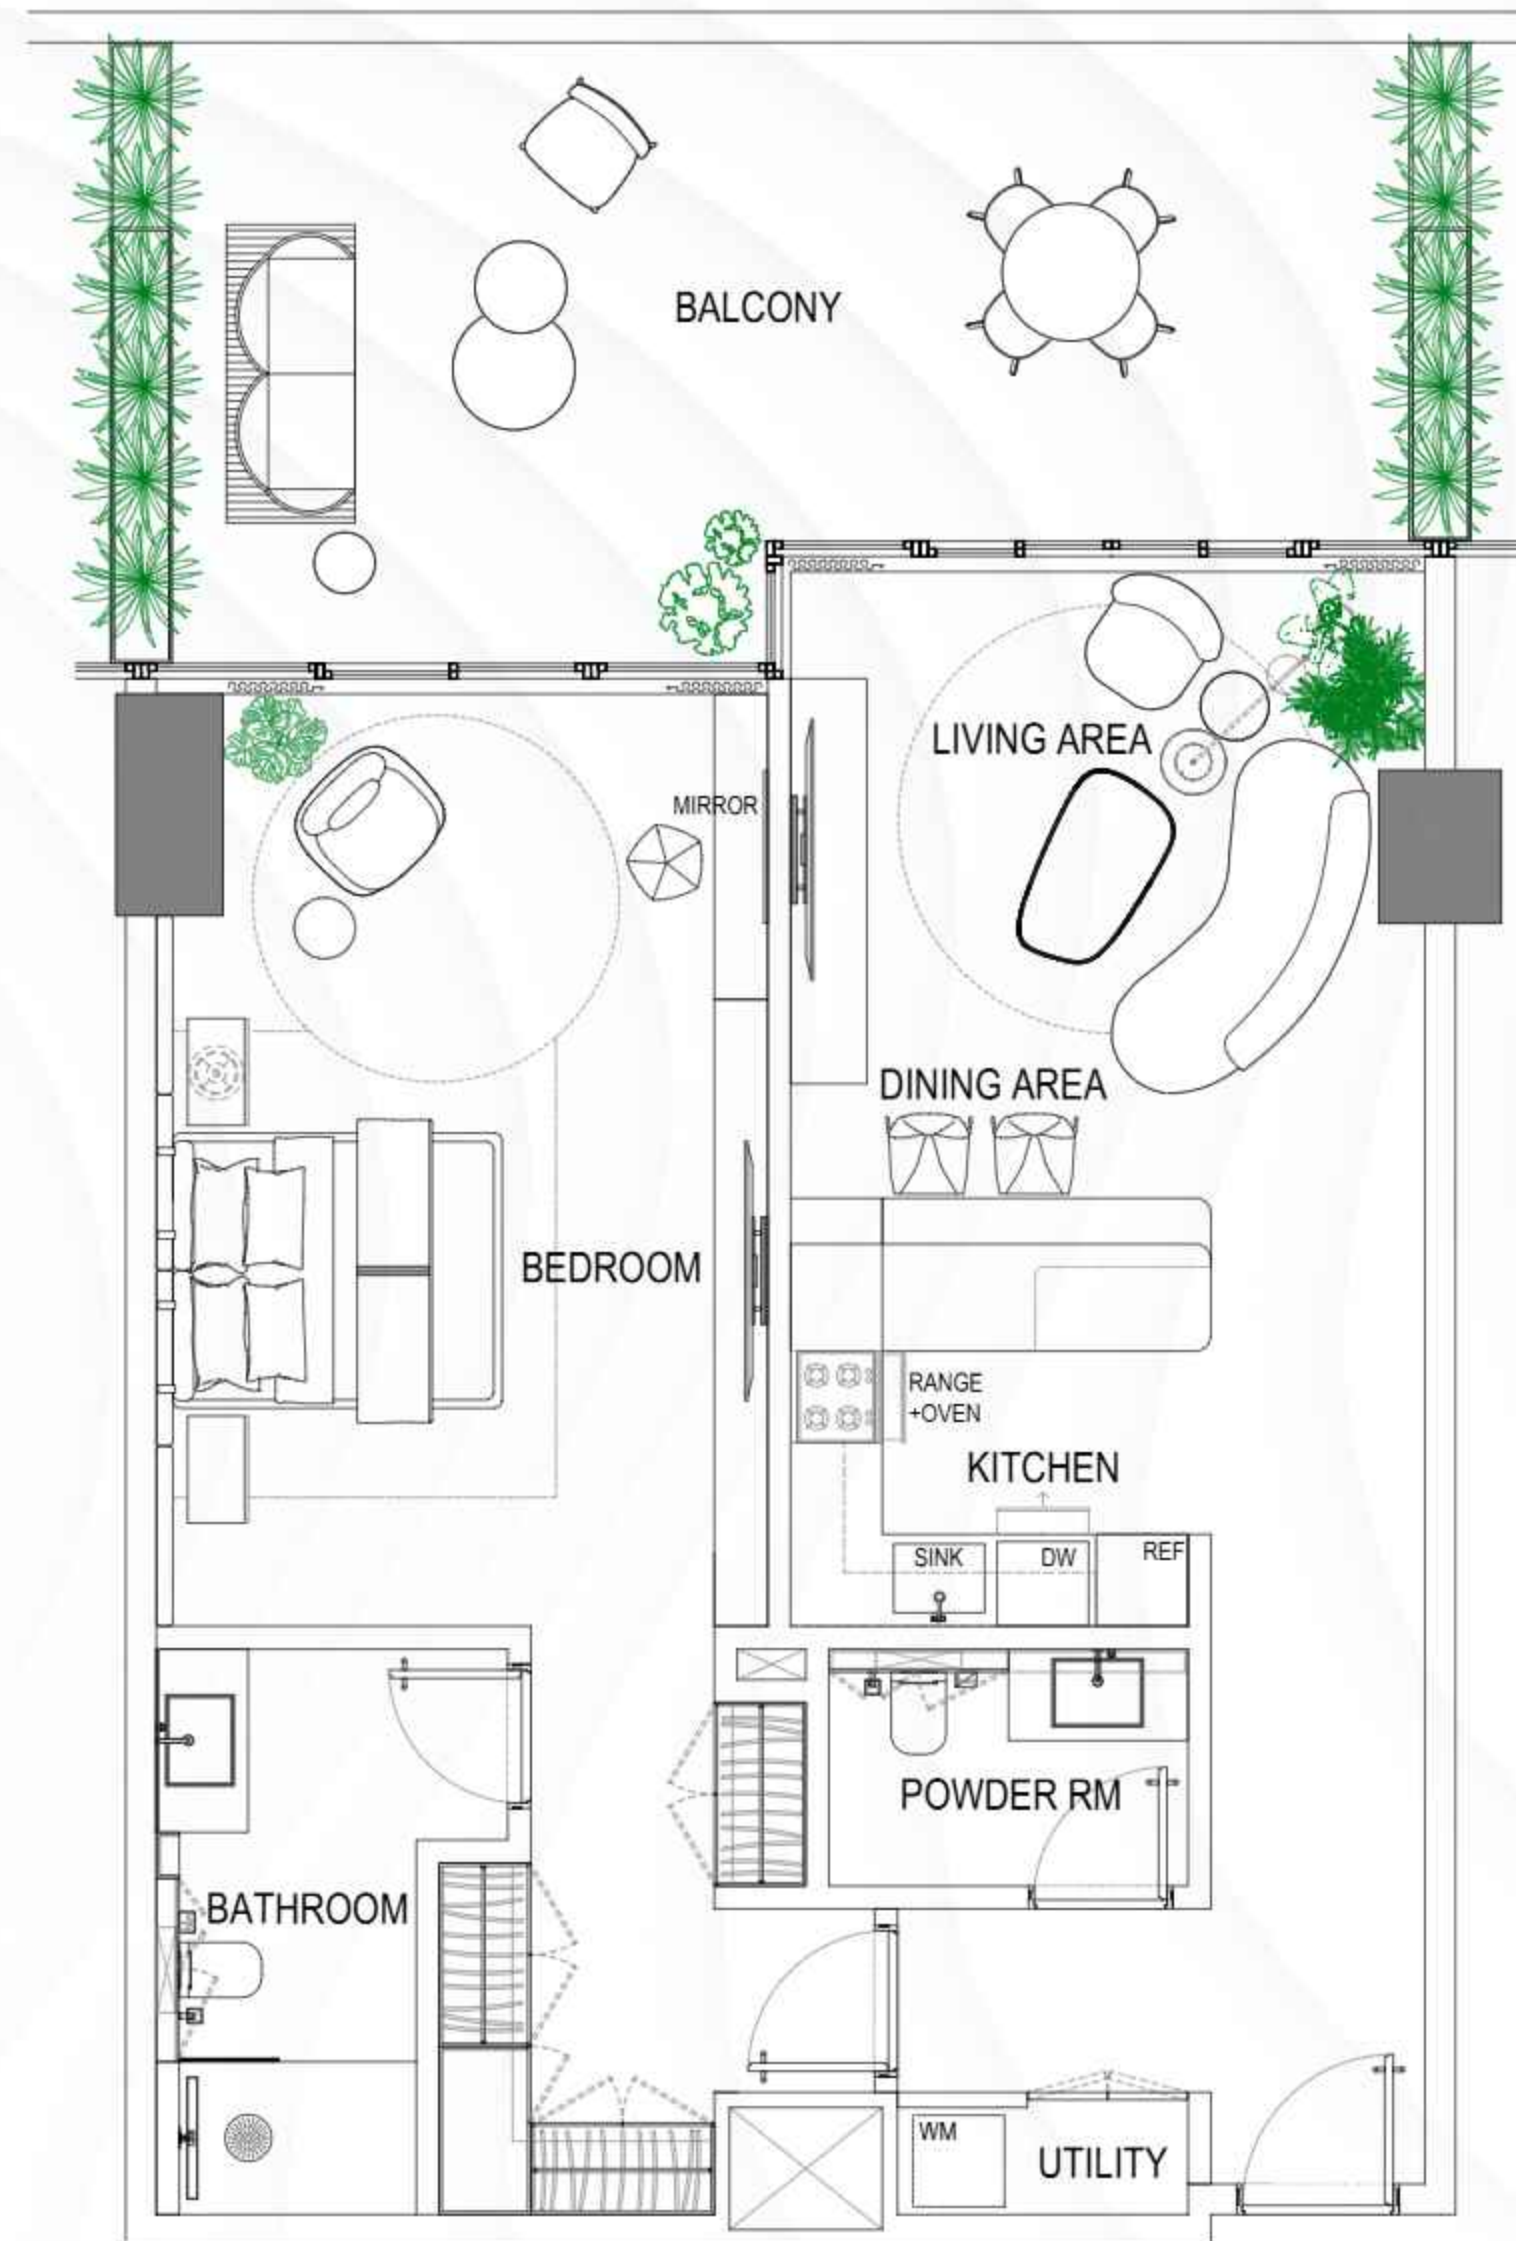 BALCONY
LIVING AREA
MIRROR
DINING AREA
BEDROOM
RANGE
+OVEN
KITCHEN
SINK
DW
REF
POWDER RM
BATHROOM
WM
UTILITY